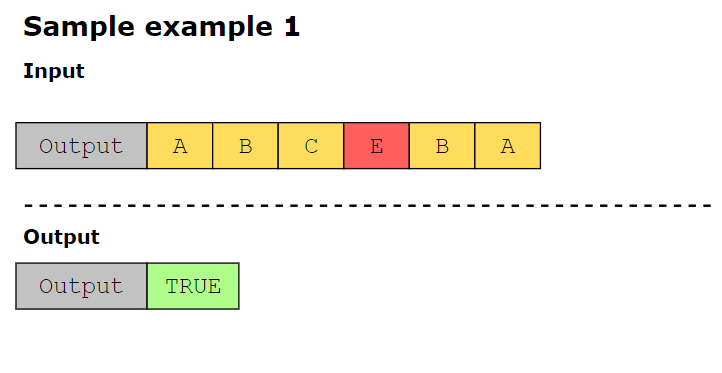 Sample example 1
Input
Output A B C E B A
-----------------------------------------------
Output
Output TRUE